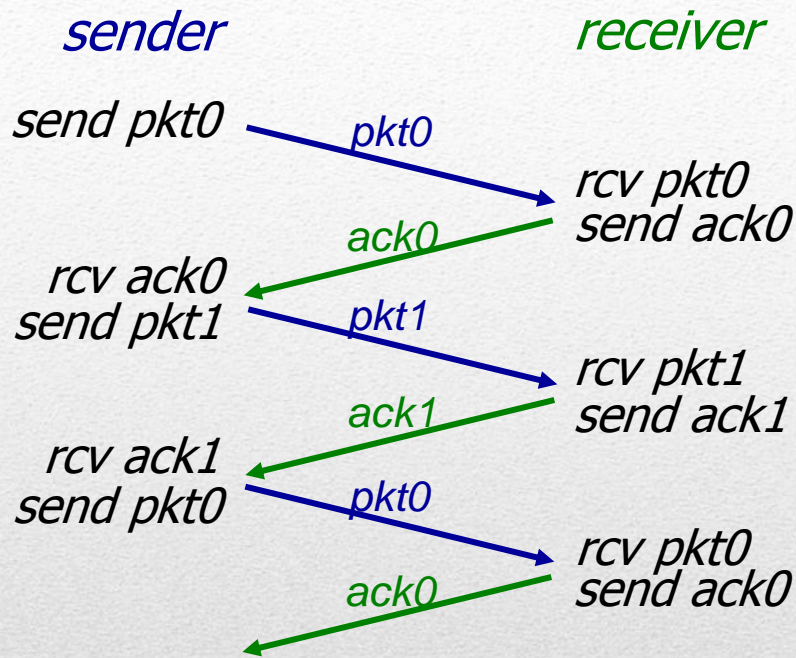 sender
receiver
send pkt0
pkt0
rcv pkt0
send ack0
ack0
rcv ack0
send pkt1
pkt1
rcv pkt1
send ack1
ack1
rcv ack1
send pkt0
pkt0
rcv pkt0
send ack0
ack0